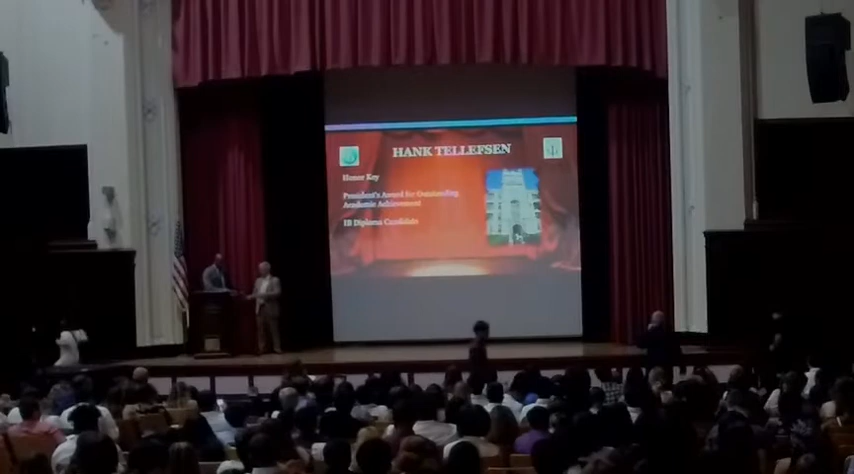 HANK TELLEFSEN
Honor Key
President's Award for Outstanding
Academic Achievement
IB Diploma Candidate